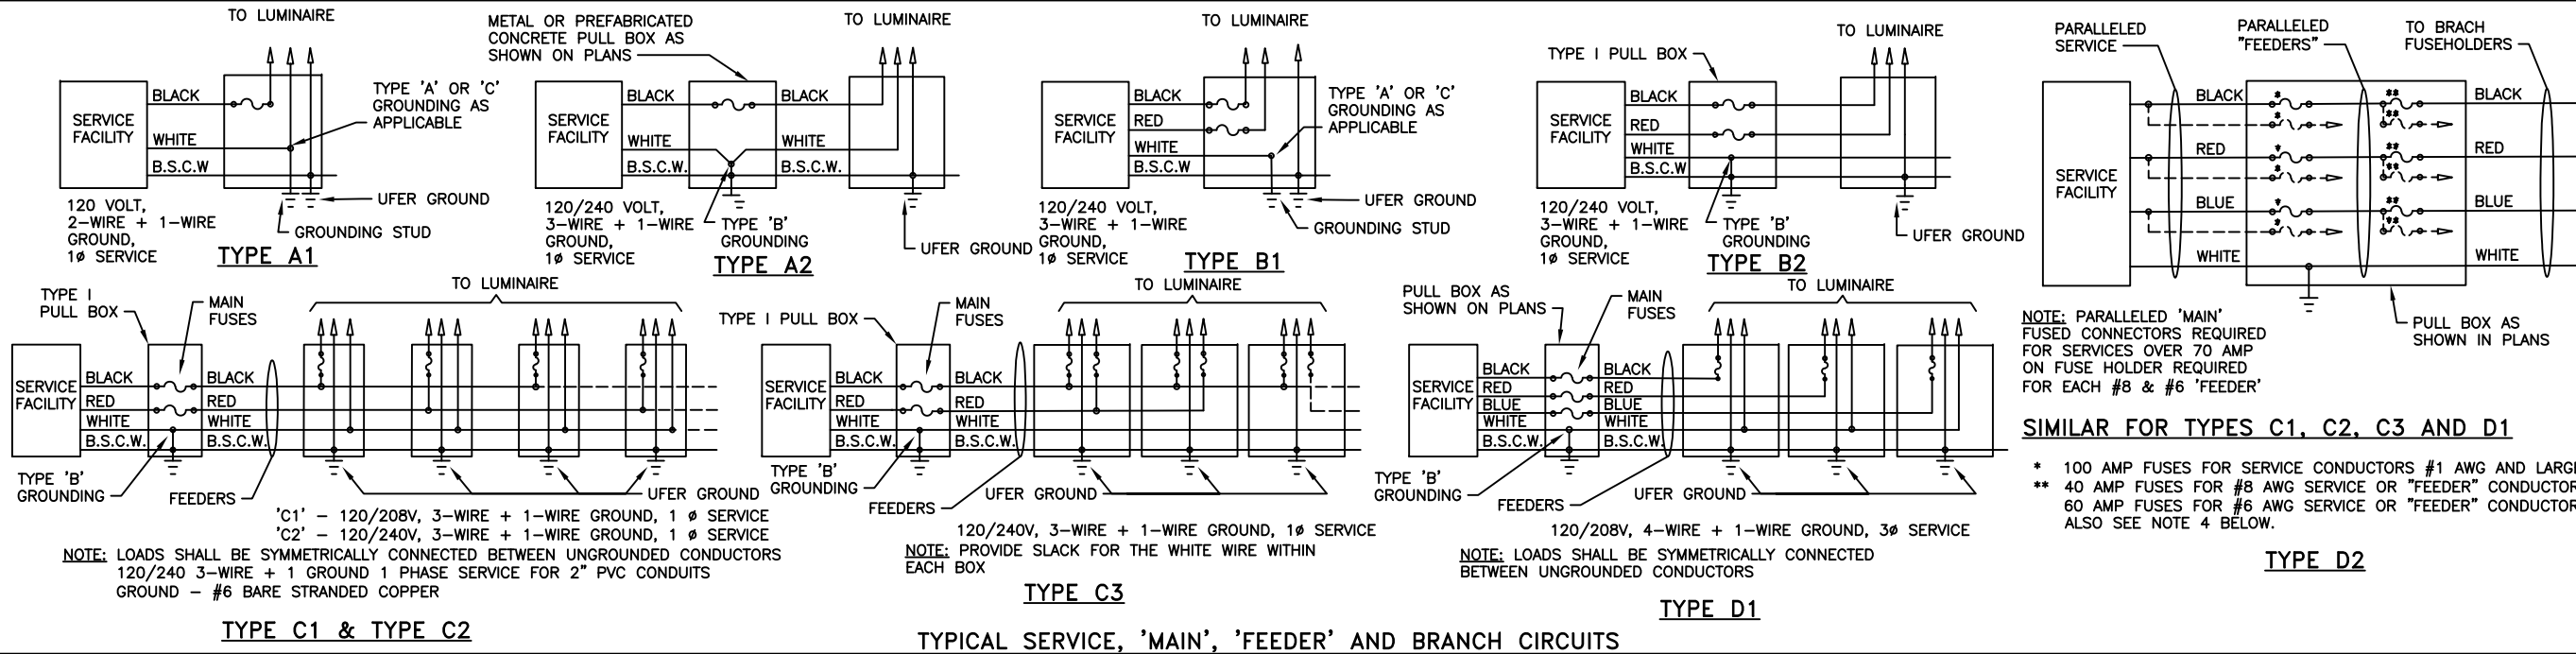 TO LUMINAIRE
SERVICE
FACILITY
BLACK
WHITE
B.S.C.W
TYPE 'A' OR 'C'
GROUNDING AS
APPLICABLE
UFER GROUND
GROUNDING STUD
120 VOLT,
2-WIRE + 1-WIRE
GROUND,
1ø SERVICE
TYPE A1
METAL OR PREFABRICATED
CONCRETE PULL BOX AS
SHOWN ON PLANS
TO LUMINAIRE
SERVICE
FACILITY
BLACK
BLACK
WHITE
WHITE
B.S.C.W.
B.S.C.W.
120/240 VOLT,
3-WIRE + 1-WIRE
GROUND,
1ø SERVICE
TYPE 'B'
GROUNDING
UFER GROUND
TYPE A2
TO LUMINAIRE
SERVICE
FACILITY
BLACK
RED
WHITE
B.S.C.W
TYPE 'A' OR 'C'
GROUNDING AS
APPLICABLE
UFER GROUND
GROUNDING STUD
120/240 VOLT,
3-WIRE + 1-WIRE
GROUND,
1ø SERVICE
TYPE B1
TO LUMINAIRE
TYPE I PULL BOX
SERVICE
FACILITY
BLACK
RED
WHITE
B.S.C.W
120/240 VOLT,
3-WIRE + 1-WIRE
GROUND,
1ø SERVICE
TYPE 'B'
GROUNDING
UFER GROUND
TYPE B2
PARALLELED
SERVICE
PARALLELED
"FEEDERS"
TO BRACH
FUSEHOLDERS
SERVICE
FACILITY
BLACK
* **
BLACK
* **
RED
* **
RED
* **
BLUE
* **
BLUE
* **
WHITE
WHITE
PULL BOX AS
SHOWN IN PLANS
NOTE: PARALLELED 'MAIN'
FUSED CONNECTORS REQUIRED
FOR SERVICES OVER 70 AMP
ON FUSE HOLDER REQUIRED
FOR EACH #8 & #6 'FEEDER'
SIMILAR FOR TYPES C1, C2, C3 AND D1
* 100 AMP FUSES FOR SERVICE CONDUCTORS #1 AWG AND LARGE
** 40 AMP FUSES FOR #8 AWG SERVICE OR "FEEDER" CONDUCTOR
60 AMP FUSES FOR #6 AWG SERVICE OR "FEEDER" CONDUCTOR
ALSO SEE NOTE 4 BELOW.
TYPE D2
TYPE I
PULL BOX
MAIN
FUSES
TO LUMINAIRE
SERVICE
FACILITY
BLACK
BLACK
RED
RED
WHITE
WHITE
B.S.C.W.
B.S.C.W.
TYPE 'B'
GROUNDING
FEEDERS
UFER GROUND
'C1' - 120/208V, 3-WIRE + 1-WIRE GROUND, 1 ø SERVICE
'C2' - 120/240V, 3-WIRE + 1-WIRE GROUND, 1 ø SERVICE
NOTE: LOADS SHALL BE SYMMETRICALLY CONNECTED BETWEEN UNGROUNDED CONDUCTORS
120/240 3-WIRE + 1 GROUND 1 PHASE SERVICE FOR 2" PVC CONDUITS
GROUND - #6 BARE STRANDED COPPER
TYPE C1 & TYPE C2
TYPE I PULL BOX
MAIN
FUSES
TO LUMINAIRE
SERVICE
FACILITY
BLACK
BLACK
RED
RED
WHITE
WHITE
B.S.C.W.
B.S.C.W.
TYPE 'B'
GROUNDING
FEEDERS
UFER GROUND
120/240V, 3-WIRE + 1-WIRE GROUND, 1ø SERVICE
NOTE: PROVIDE SLACK FOR THE WHITE WIRE WITHIN
EACH BOX
TYPE C3
PULL BOX AS
SHOWN ON PLANS
MAIN
FUSES
TO LUMINAIRE
SERVICE
FACILITY
BLACK
BLACK
RED
RED
BLUE
BLUE
WHITE
WHITE
B.S.C.W.
B.S.C.W.
TYPE 'B'
GROUNDING
FEEDERS
UFER GROUND
120/208V, 4-WIRE + 1-WIRE GROUND, 3ø SERVICE
NOTE: LOADS SHALL BE SYMMETRICALLY CONNECTED
BETWEEN UNGROUNDED CONDUCTORS
TYPE D1
TYPICAL SERVICE, 'MAIN', 'FEEDER' AND BRANCH CIRCUITS